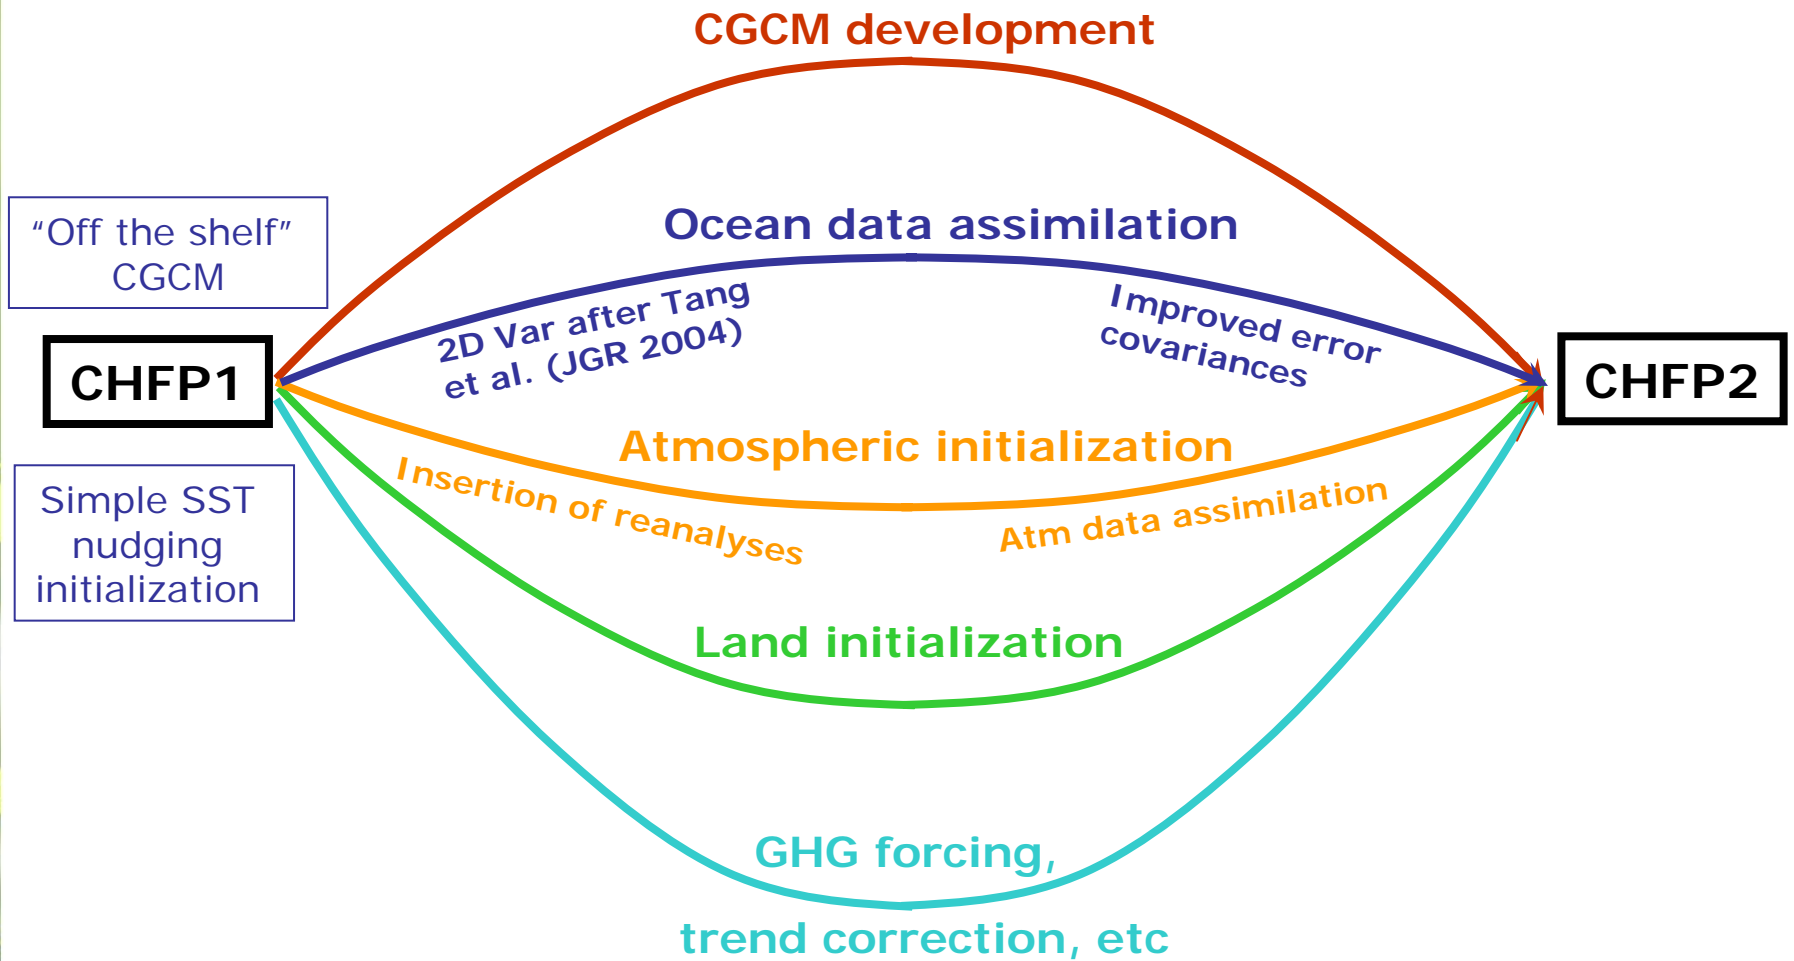 CGCM development
“Off the shelf”
CGCM
Ocean data assimilation
2D Var after Tang
et al. (JGR 2004)
Improved error
covariances
CHFP1
CHFP2
Atmospheric initialization
Insertion of reanalyses
Atm data assimilation
Simple SST
nudging
initialization
Land initialization
GHG forcing,
trend correction, etc